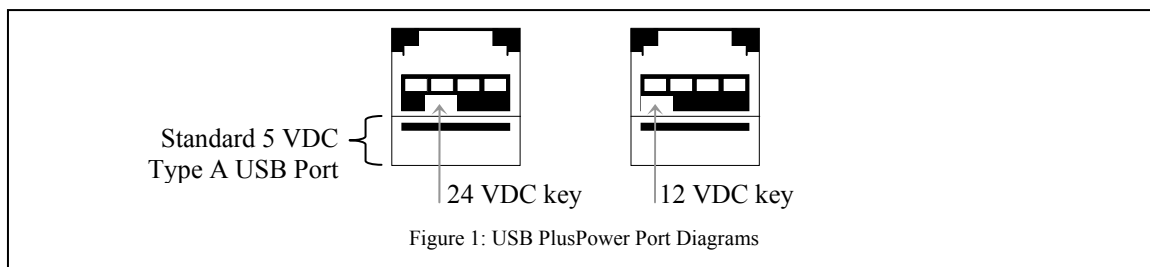 Standard 5 VDC
Type A USB Port
24 VDC key
12 VDC key
Figure 1: USB PlusPower Port Diagrams